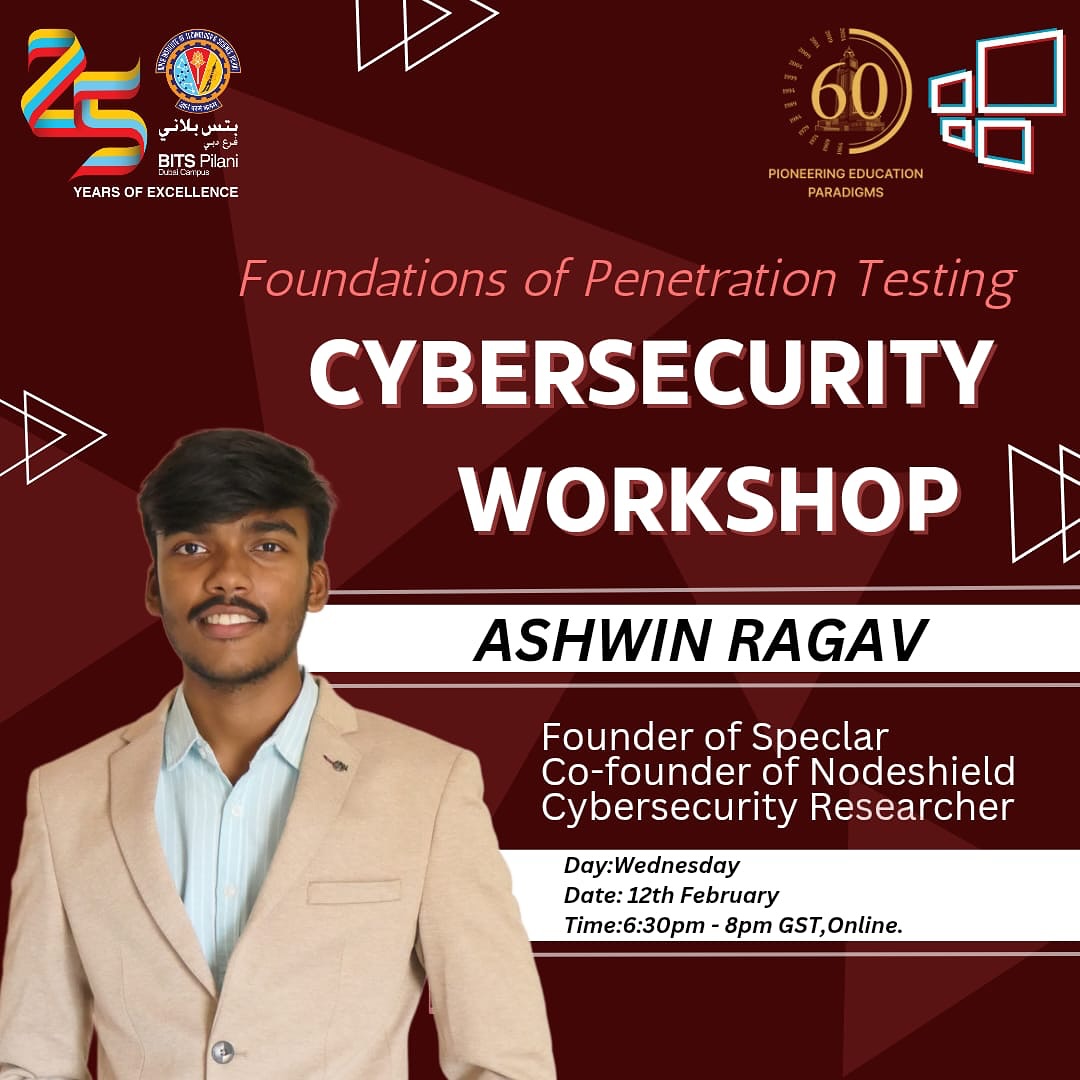 بتس بلاني
فرع دبي
BITS Pilani
Dubai Campus
YEARS OF EXCELLENCE
25
60
PIONEERING EDUCATION
PARADIGMS
Foundations of Penetration Testing
CYBERSECURITY
WORKSHOP
ASHWIN RAGAV
Founder of Speclar
Co-founder of Nodeshield
Cybersecurity Researcher
Day:Wednesday
Date: 12th February
Time:6:30pm - 8pm GST,Online.